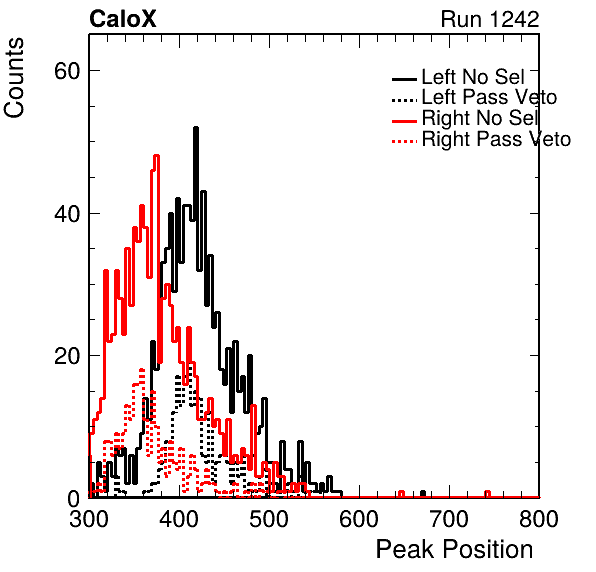 CaloX Run 1242
Counts
60
40
20
0
Left No Sel
Left Pass Veto
Right No Sel
Right Pass Veto
300 400 500 600 700 800
Peak Position